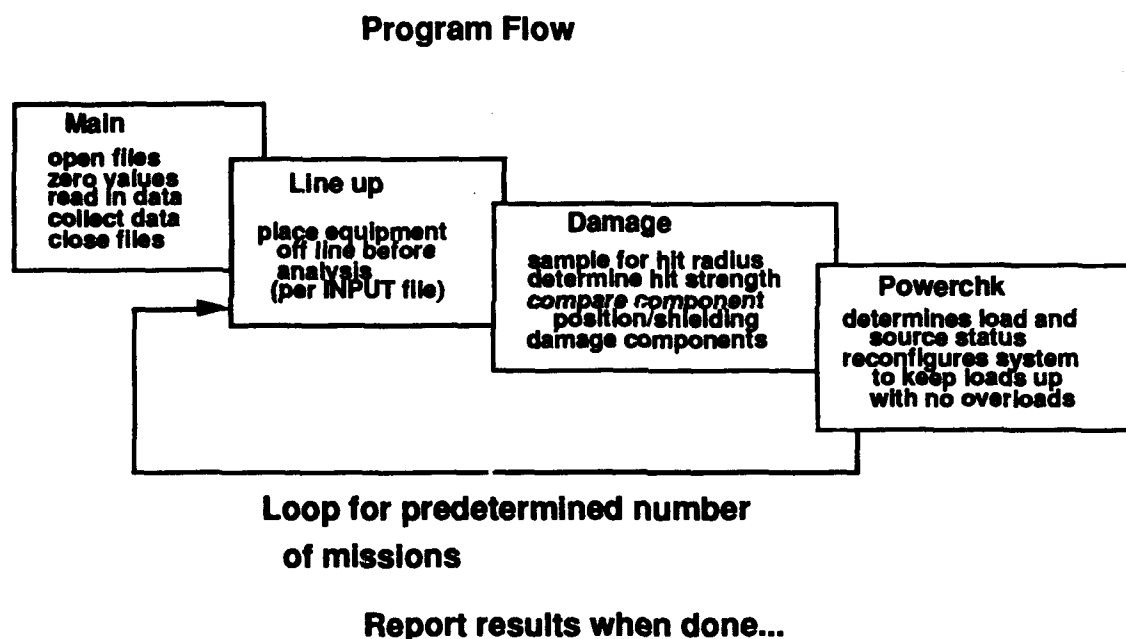 Program Flow
Main
open files
zero values
read in data
collect data
close files
Line up
place equipment
off line before
analysis
(per INPUT file)
Damage
sample for hit radius
determine hit strength
compare component
position/shielding
damage components
Powerchk
determines load and
source status
reconfigures system
to keep loads up
with no overloads
Loop for predetermined number
of missions
Report results when done...